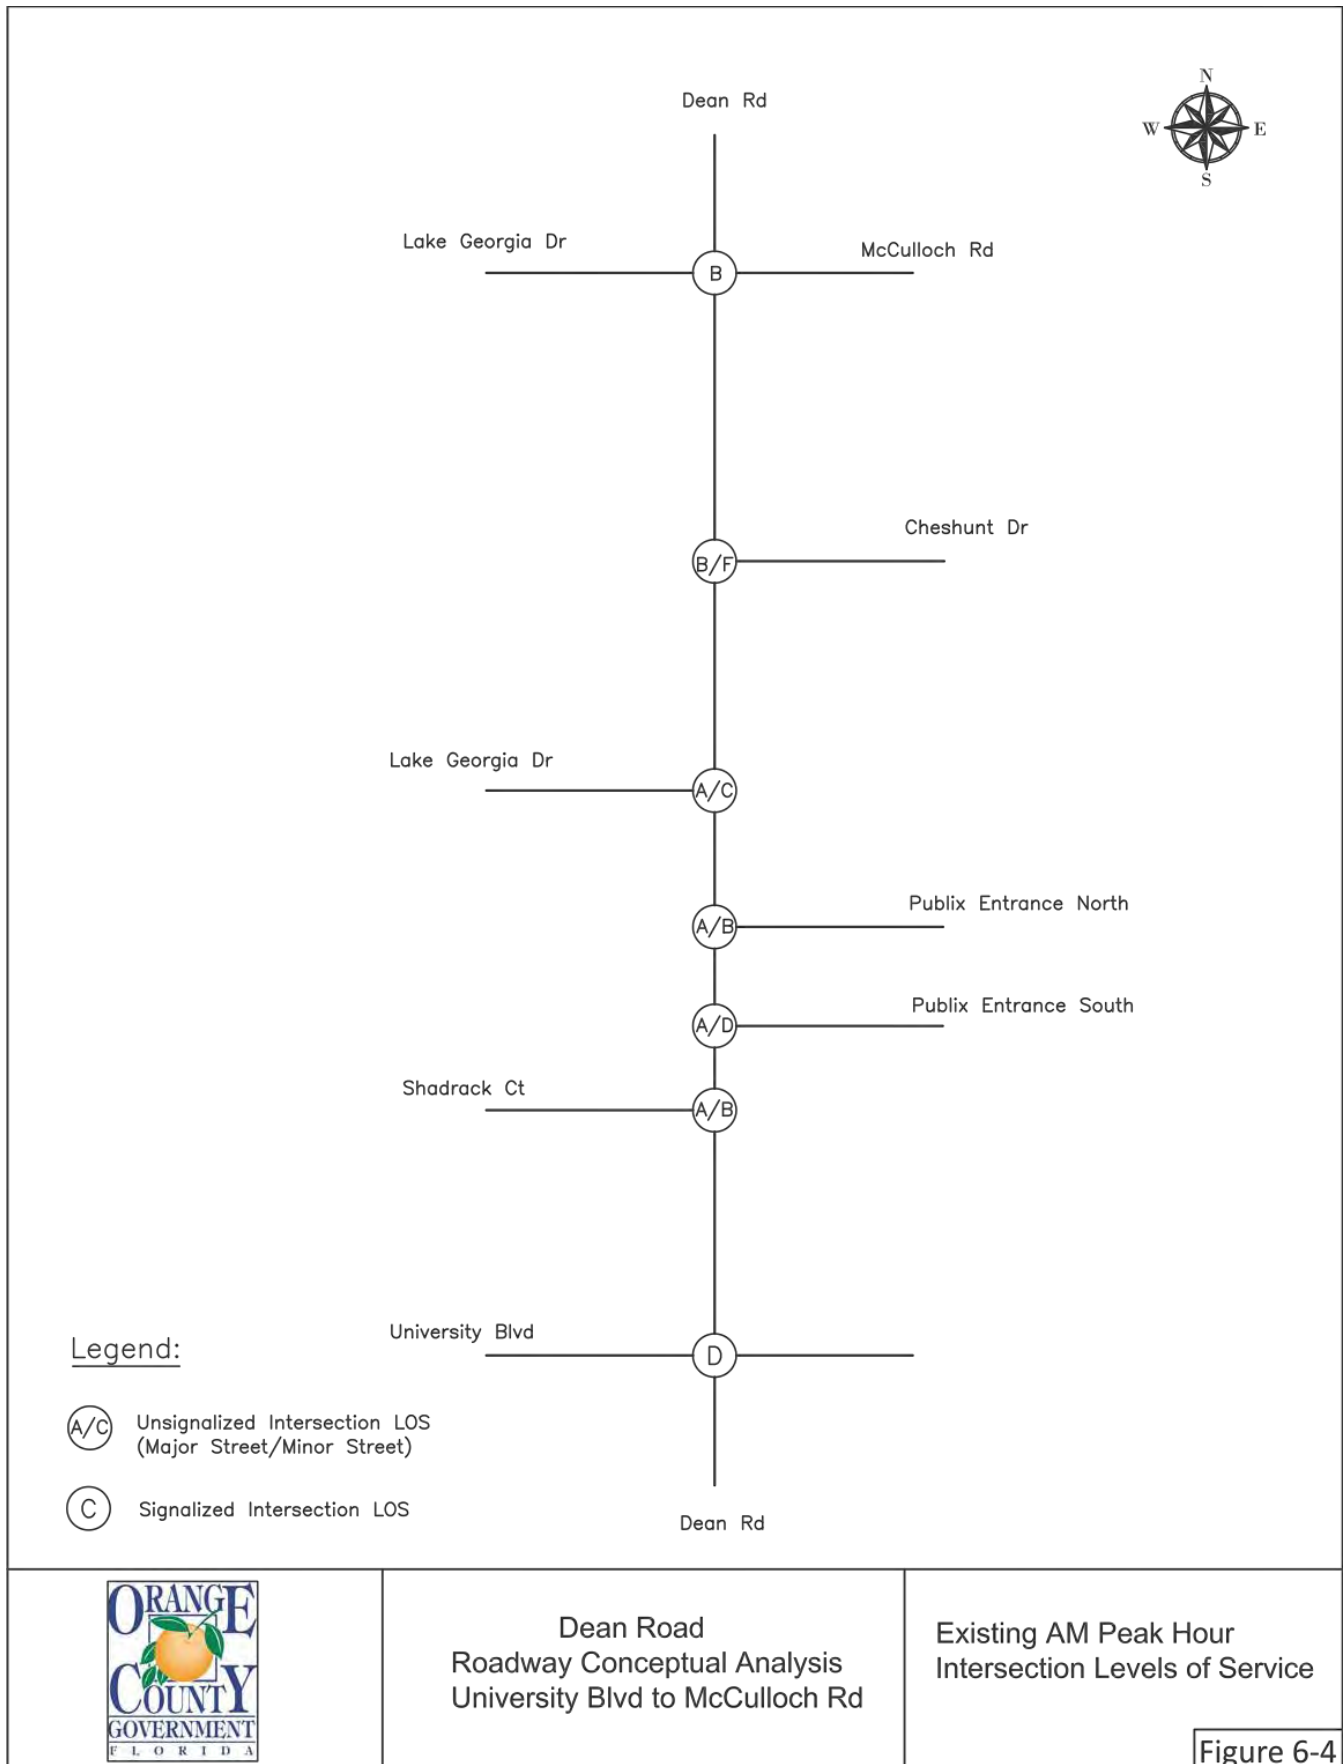 N
W E
S
Dean Rd
Lake Georgia Dr
McCulloch Rd
B
Cheshunt Dr
B/F
Lake Georgia Dr
A/C
Publix Entrance North
A/B
Publix Entrance South
A/D
Shadrack Ct
A/B
University Blvd
D
Dean Rd
Legend:
A/C Unsignalized Intersection LOS
(Major Street/Minor Street)
C Signalized Intersection LOS
ORANGE
COUNTY
GOVERNMENT
FLORIDA
Dean Road
Roadway Conceptual Analysis
University Blvd to McCulloch Rd
Existing AM Peak Hour
Intersection Levels of Service
Figure 6-4